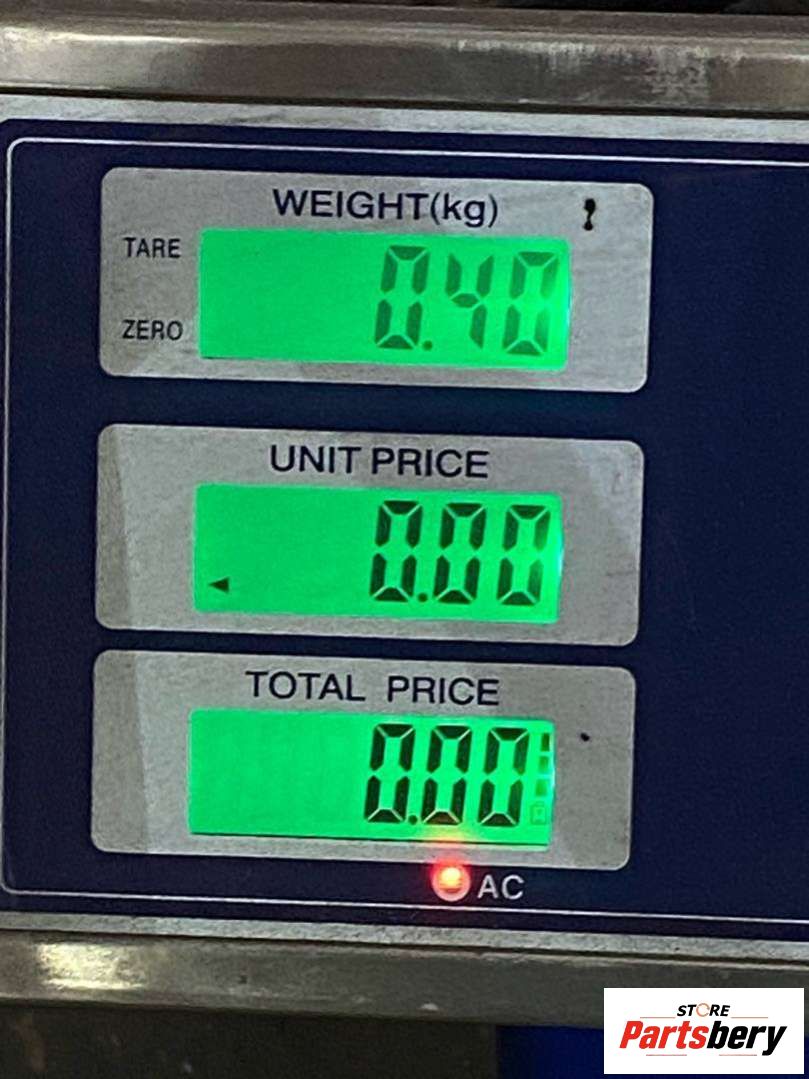 WEIGHT(kg)
TARE
0.40
ZERO
UNIT PRICE
0.00
TOTAL PRICE
0.00
AC
STORE
Partsbery